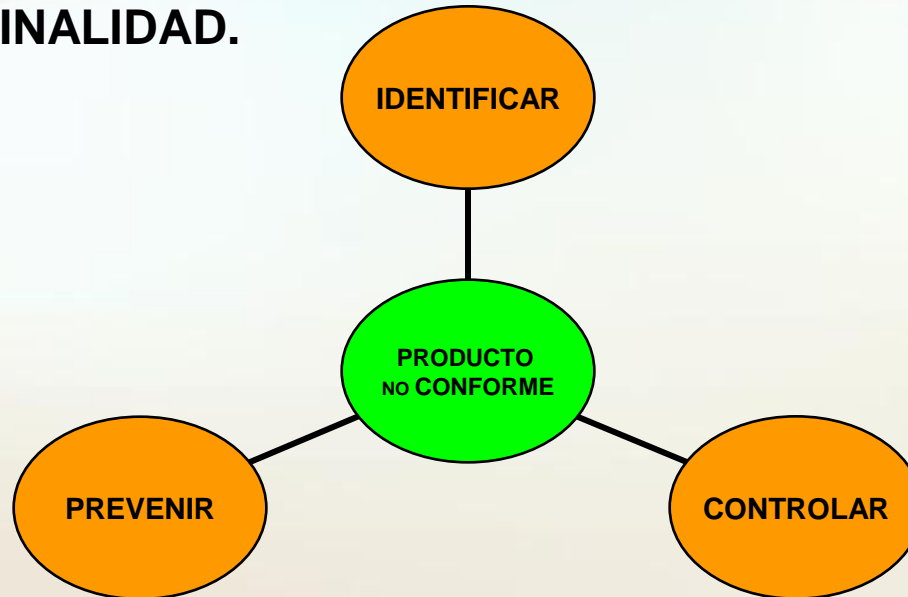 INALIDAD.
IDENTIFICAR
PRODUCTO
NO CONFORME
PREVENIR
CONTROLAR